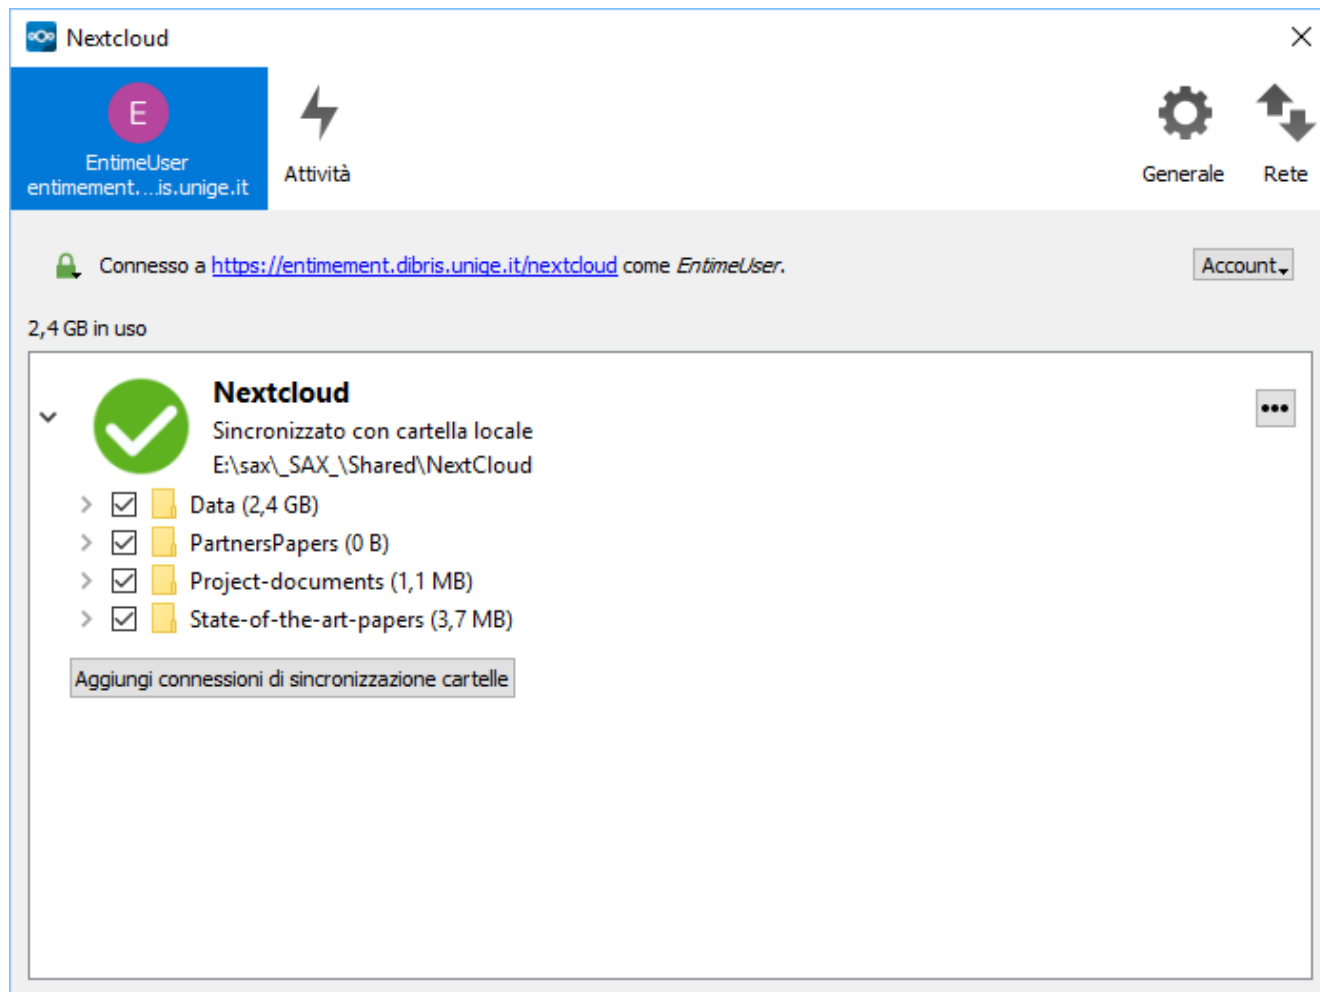 Nextcloud
E
EntimeUser
entimement....is.unige.it
Attività
Generale
Rete
Connesso a https://entimement.dibris.unige.it/nextcloud come EntimeUser.
Account
2,4 GB in uso
Nextcloud
Sincronizzato con cartella locale
E:\sax\_SAX_\Shared\NextCloud
Data (2,4 GB)
PartnersPapers (0 B)
Project-documents (1,1 MB)
State-of-the-art-papers (3,7 MB)
Aggiungi connessioni di sincronizzazione cartelle